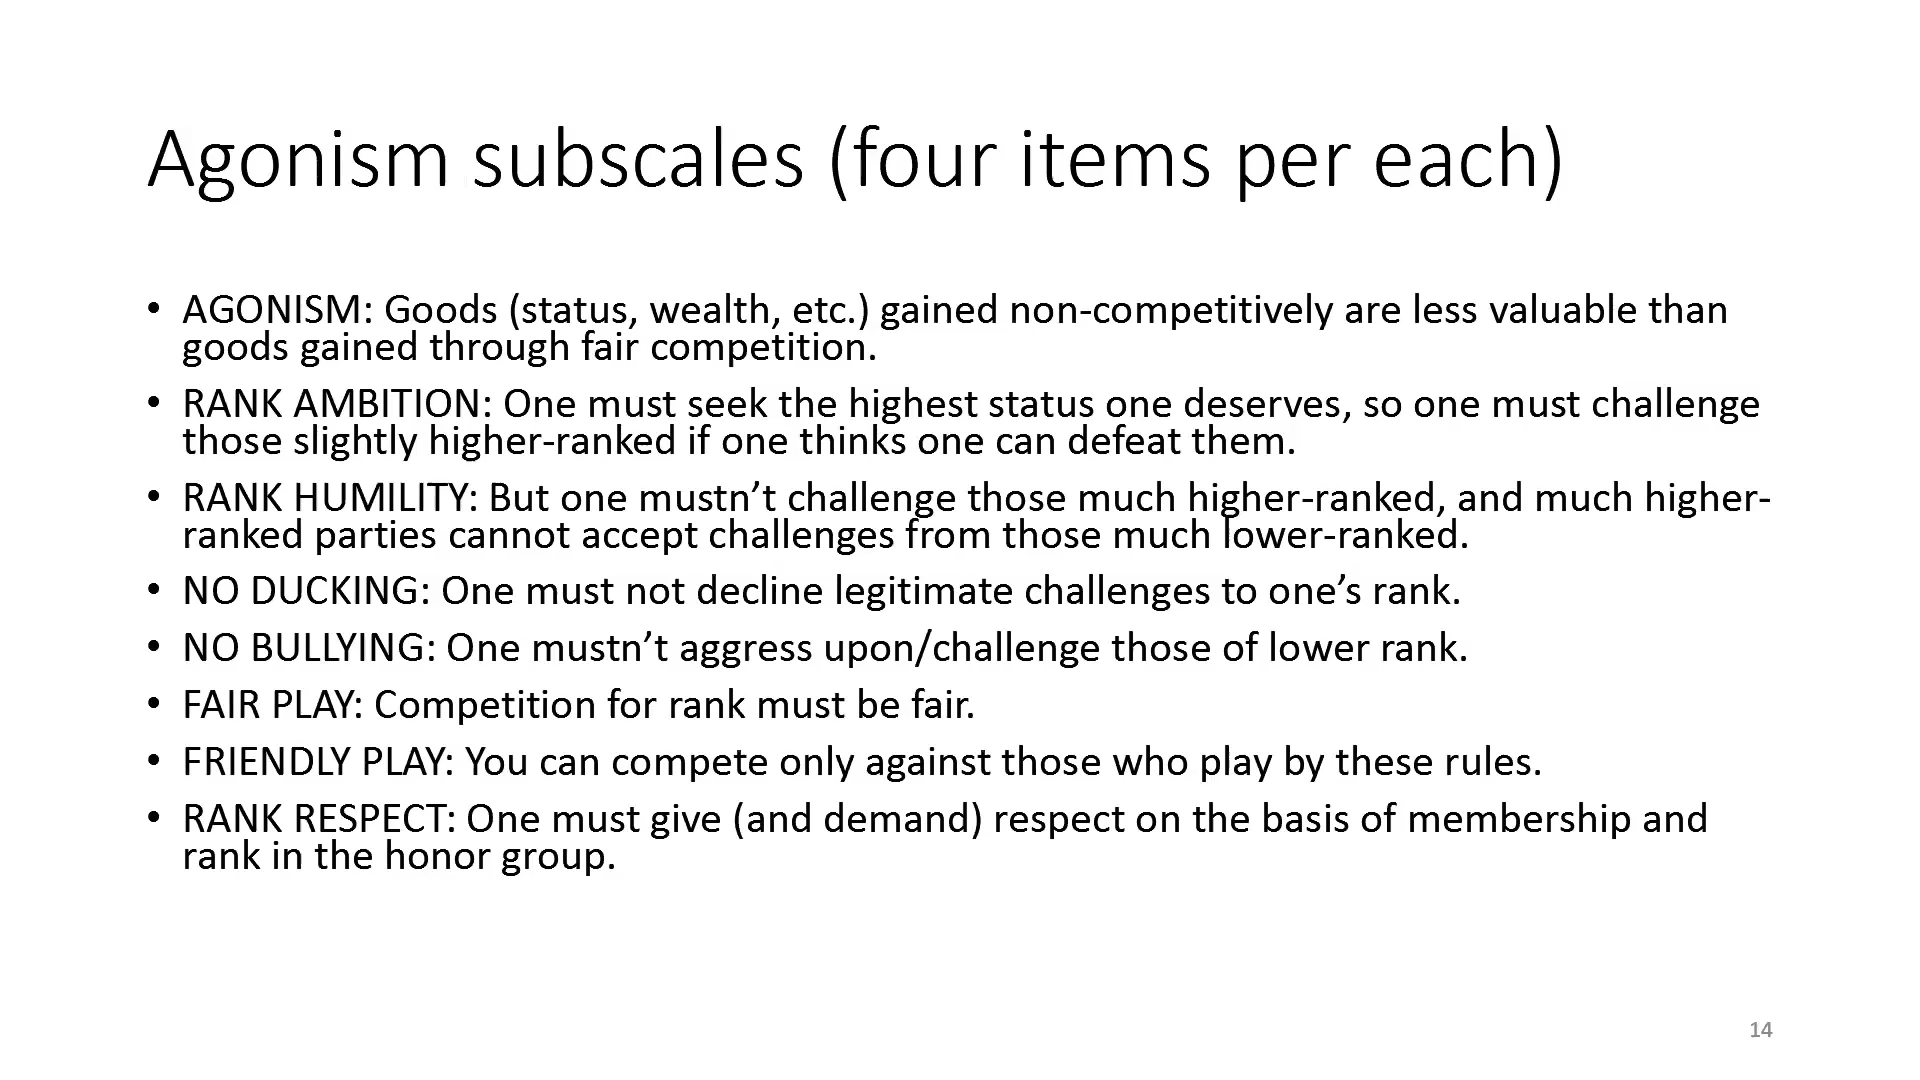 Agonism subscales (four items per each)
• AGONISM: Goods (status, wealth, etc.) gained non-competitively are less valuable than
goods gained through fair competition.
• RANK AMBITION: One must seek the highest status one deserves, so one must challenge
those slightly higher-ranked if one thinks one can defeat them.
• RANK HUMILITY: But one mustn’t challenge those much higher-ranked, and much higher-
ranked parties cannot accept challenges from those much lower-ranked.
• NO DUCKING: One must not decline legitimate challenges to one’s rank.
• NO BULLYING: One mustn’t aggress upon/challenge those of lower rank.
• FAIR PLAY: Competition for rank must be fair.
• FRIENDLY PLAY: You can compete only against those who play by these rules.
• RANK RESPECT: One must give (and demand) respect on the basis of membership and
rank in the honor group.
14